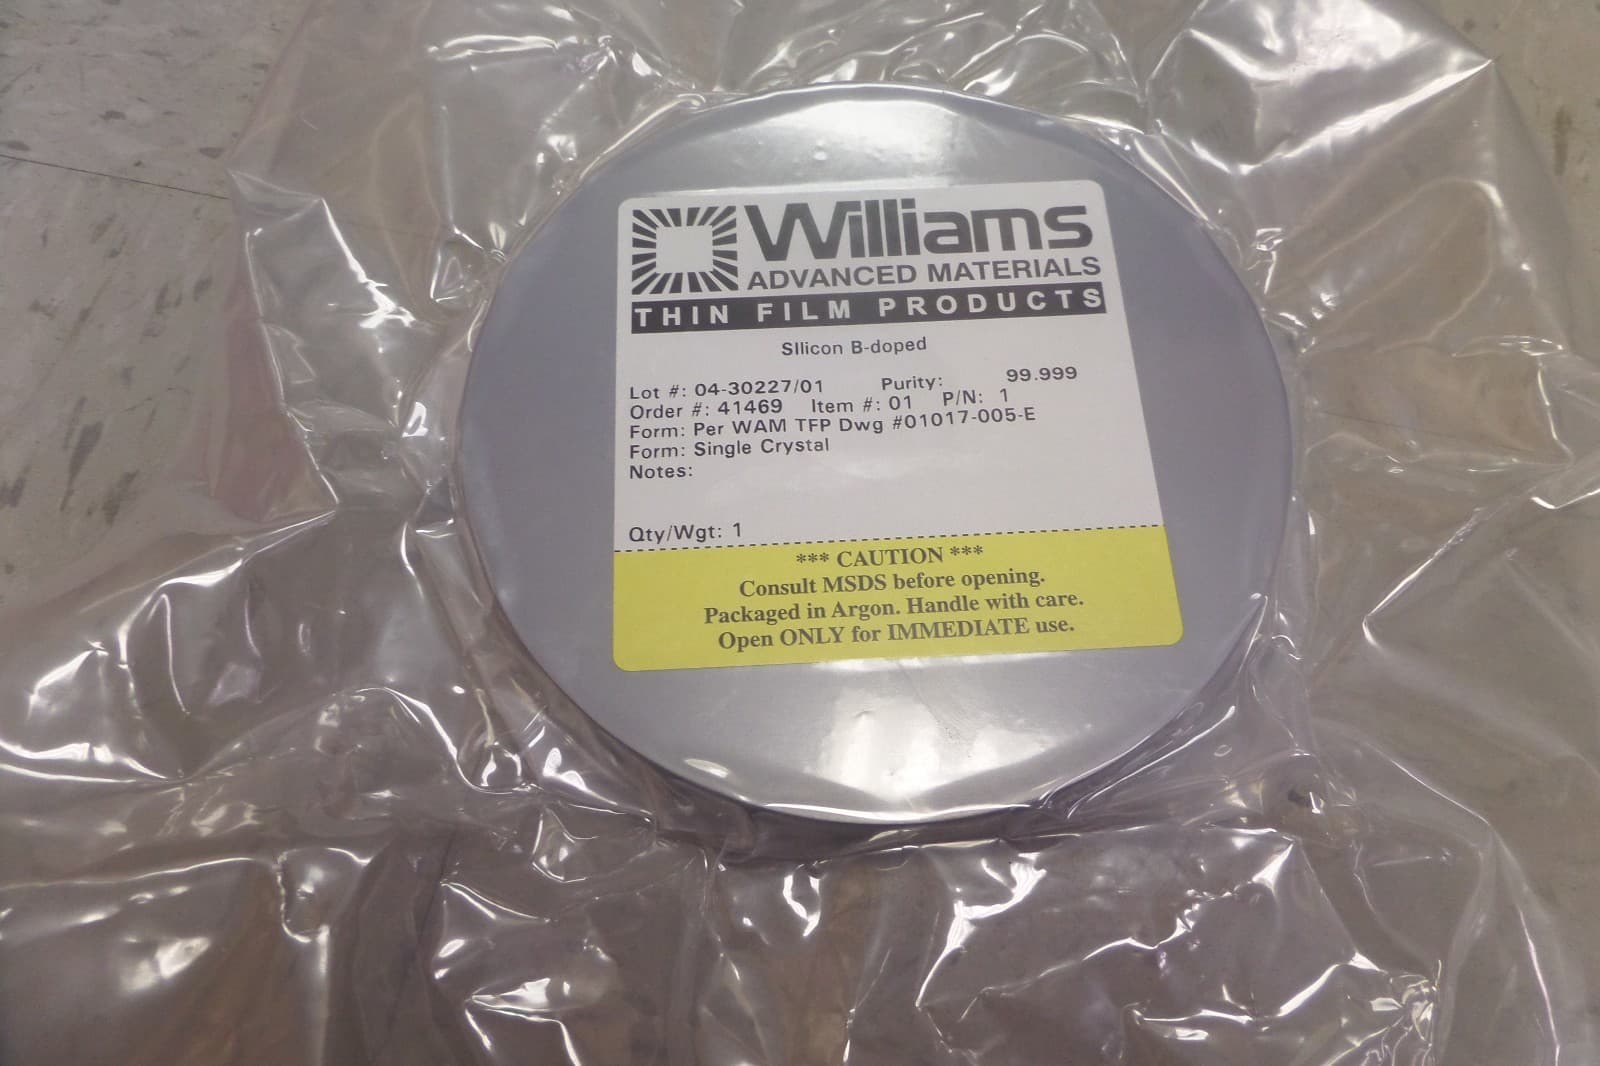 Williams
ADVANCED MATERIALS
THIN FILM PRODUCTS
SIlicon B-doped
Lot #: 04-30227/01 Purity: 99.999
Order #: 41469 Item #: 01 P/N: 1
Form: Per WAM TFP Dwg #01017-005-E
Form: Single Crystal
Notes:
Qty/Wgt: 1
*** CAUTION ***
Consult MSDS before opening.
Packaged in Argon. Handle with care.
Open ONLY for IMMEDIATE use.